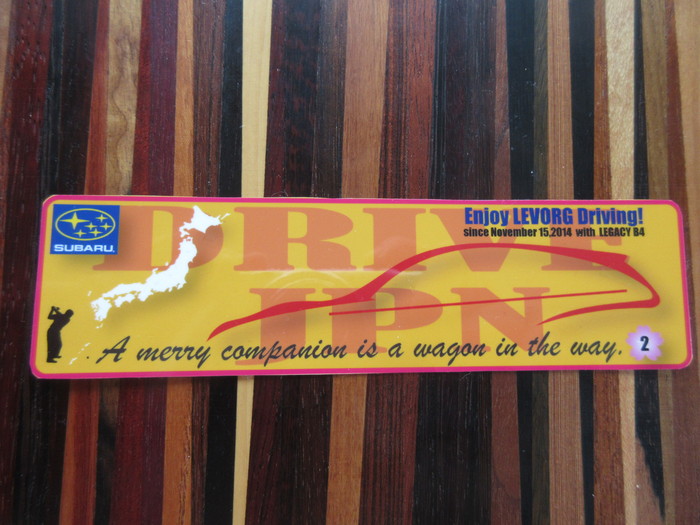 Enjoy LEVORG Driving!
since November 15,2014 with LEGACY B4
SUBARU
DRIVE
JPN
A merry companion is a wagon in the way.
2